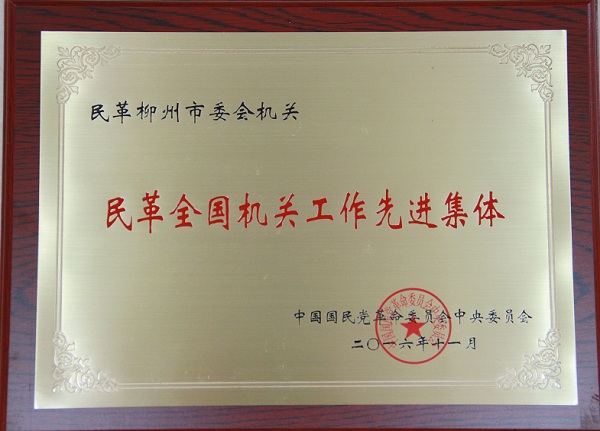 民革柳州市委会机关
民革全国机关工作先进集体
中国国民党革命委员会中央委员会
二〇一六年十一月